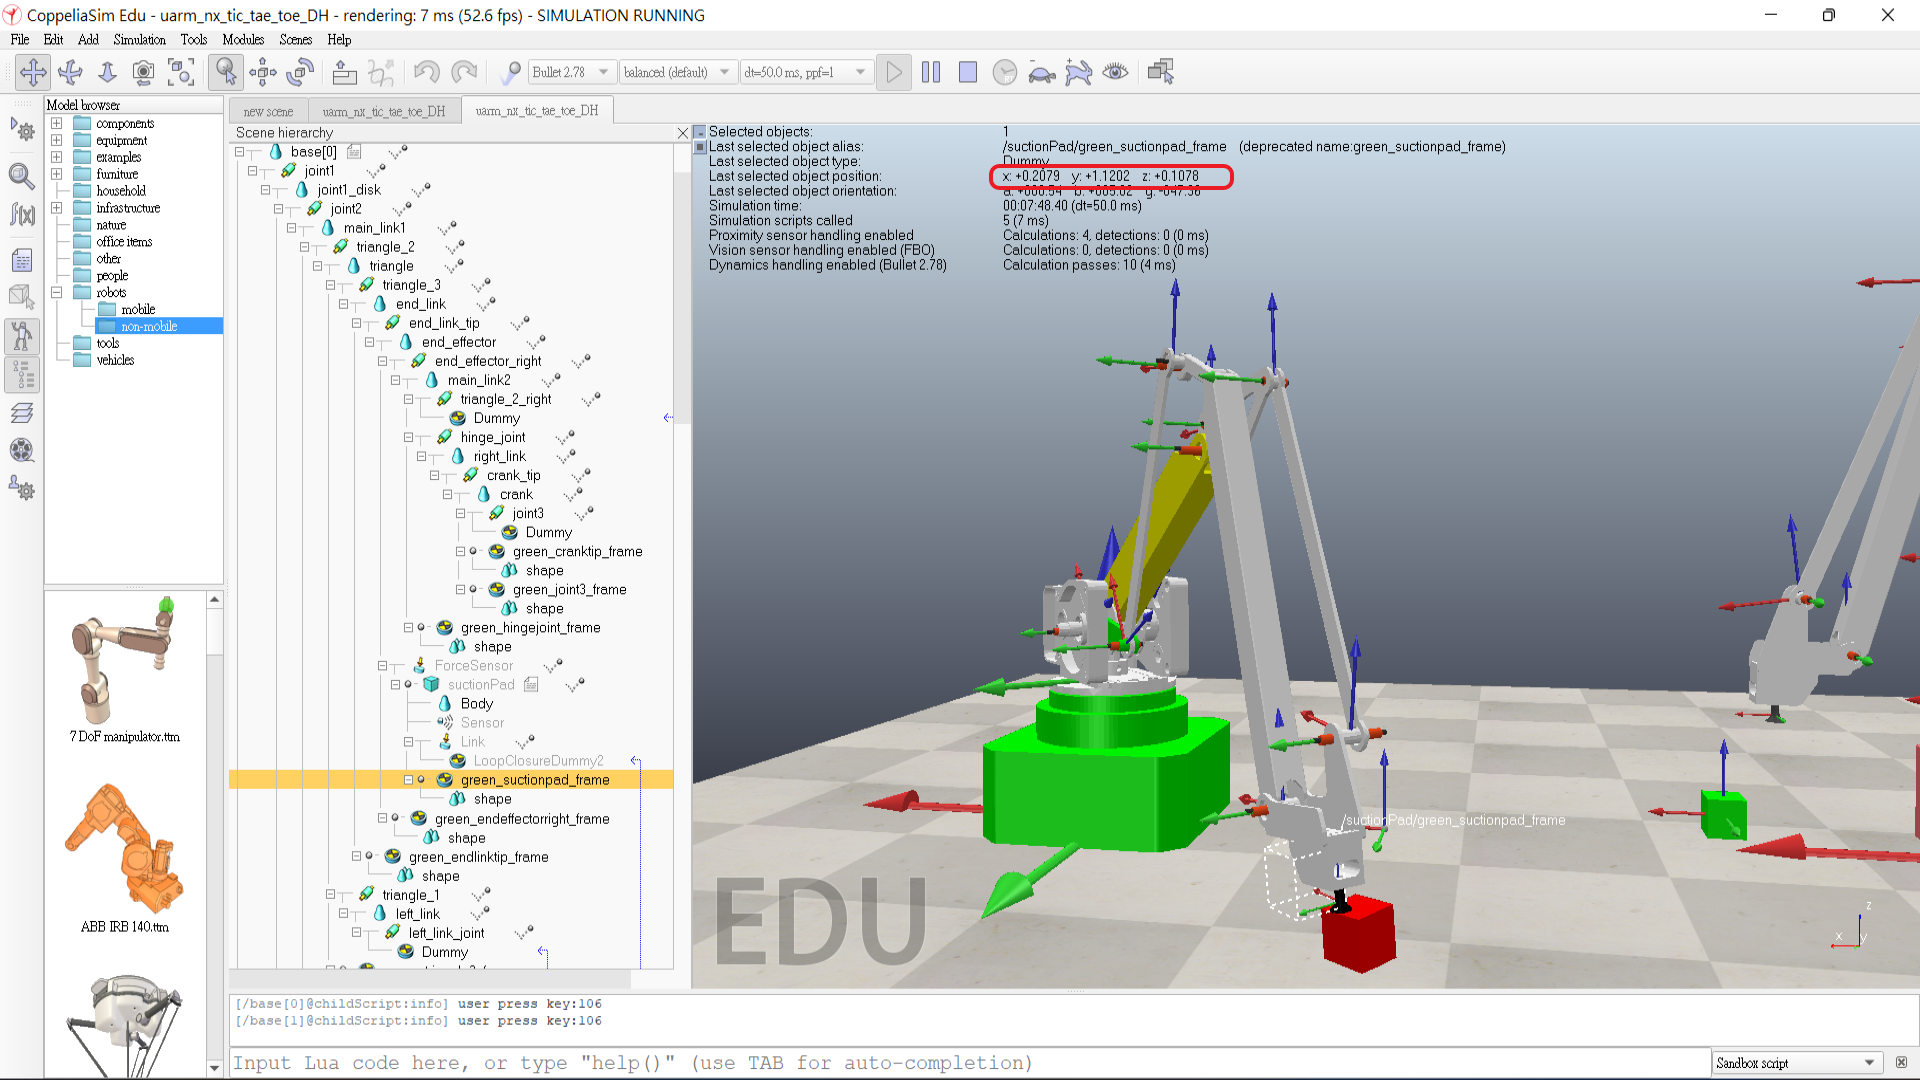 CoppeliaSim Edu - uarm_nx_tic_tae_toe_DH - rendering: 7 ms (52.6 fps) - SIMULATION RUNNING
File Edit Add Simulation Tools Modules Scenes Help
Bullet 2.78 balanced (default) dt=50.0 ms, ppf=1
Model browser
components
equipment
examples
furniture
household
infrastructure
nature
office items
other
people
robots
mobile
non-mobile
tools
vehicles
7 DoF manipulator.ttm
ABB IRB 140.ttm
new scene uarm_nx_tic_tae_toe_DH uarm_nx_tic_tae_toe_DH
Scene hierarchy
base[0]
joint1
joint1_disk
joint2
main_link1
triangle_2
triangle
triangle_3
end_link
end_link_tip
end_effector
end_effector_right
main_link2
triangle_2_right
Dummy
hinge_joint
right_link
crank_tip
crank
joint3
Dummy
green_cranktip_frame
shape
green_joint3_frame
shape
green_hingejoint_frame
shape
ForceSensor
suctionPad
Body
Sensor
Link
LoopClosureDummy2
green_suctionpad_frame
shape
green_endeffectorright_frame
shape
green_endlinktip_frame
shape
triangle_1
left_link
left_link_joint
Dummy
Selected objects: 1
Last selected object alias: /suctionPad/green_suctionpad_frame (deprecated name:green_suctionpad_frame)
Last selected object type: Dummy
Last selected object position: x: +0.2079 y: +1.1202 z: +0.1078
Last selected object orientation: a: +000.54 b: +005.02 g: -047.36
Simulation time: 00:07:48.40 (dt=50.0 ms)
Simulation scripts called 5 (7 ms)
Proximity sensor handling enabled Calculations: 4, detections: 0 (0 ms)
Vision sensor handling enabled (FBO) Calculations: 0, detections: 0 (0 ms)
Dynamics handling enabled (Bullet 2.78) Calculation passes: 10 (4 ms)
/suctionPad/green_suctionpad_frame
EDU
z
x y
[/base[0]@childScript:info] user press key:106
[/base[1]@childScript:info] user press key:106
Input Lua code here, or type "help()" (use TAB for auto-completion)
Sandbox script